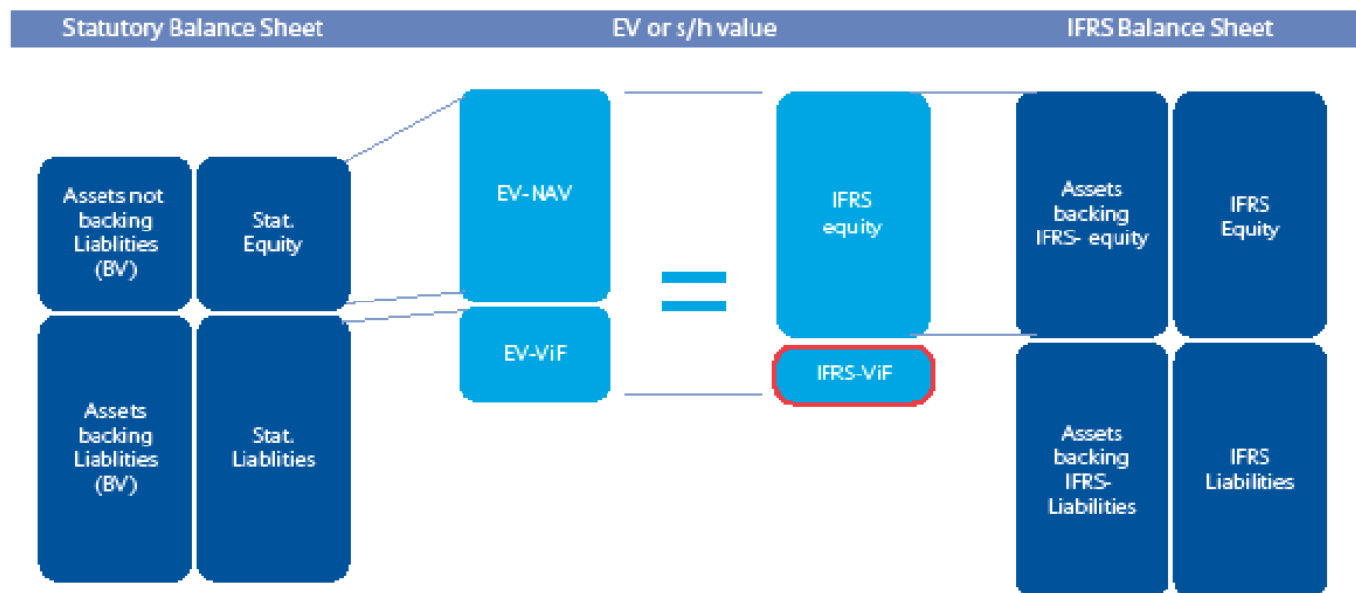 Statutory Balance Sheet
EV or s/h value
IFRS Balance Sheet
Assets not
backing
Liablities
(BV)
Stat.
Equity
EV-NAV
IFRS
equity
Assets
backing
IFRS- equity
IFRS
Equity
=
EV-ViF
IFRS-ViF
Assets
backing
Liablities
(BV)
Stat.
Liablities
Assets
backing
IFRS-
Liabilities
IFRS
Liabilities